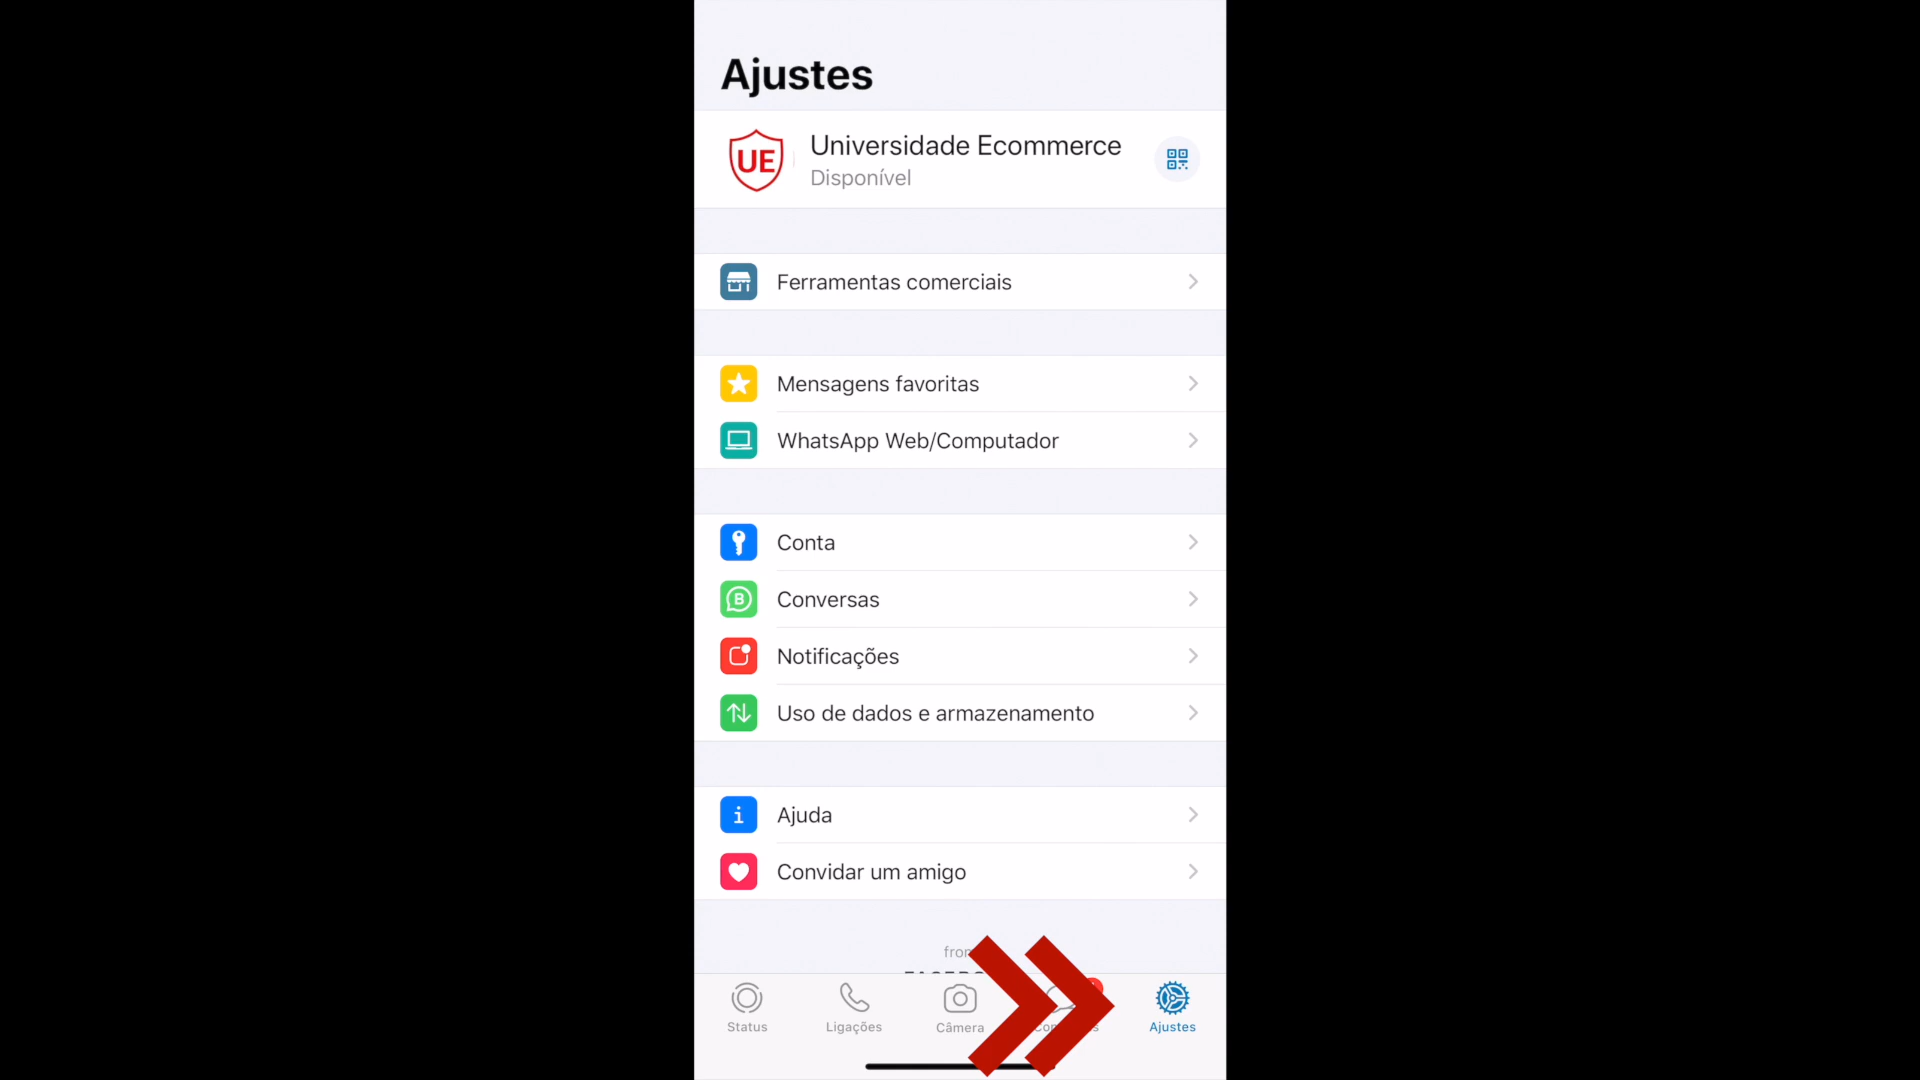 Ajustes
UE
Universidade Ecommerce
Disponível
Ferramentas comerciais
Mensagens favoritas
WhatsApp Web/Computador
Conta
B
Conversas
Notificações
Uso de dados e armazenamento
i
Ajuda
Convidar um amigo
Status
Ligações
Câmera
Ajustes